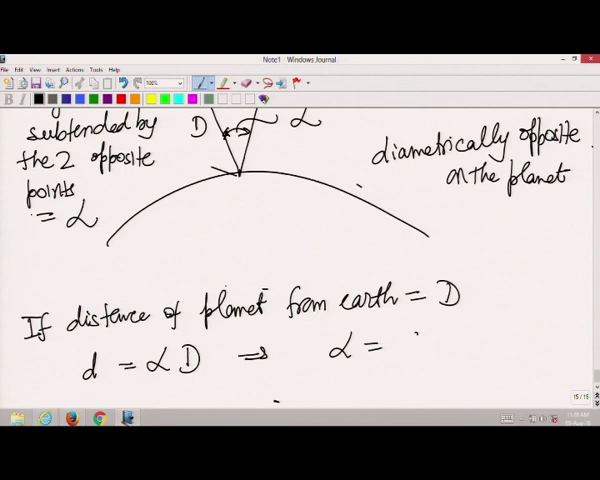 Note1 - Windows Journal
File Edit View Insert Actions Tools Help
100%
B I
subtended by
the 2 opposite
points
= α
D α α
diametrically opposite
on the planet
If distance of planet from earth = D
d = α D ⇒ α =
15 / 15